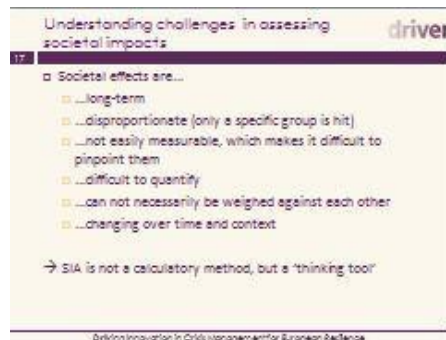 Understanding challenges in assessing
societal impacts
driver
17
Societal effects are...
...long-term
...disproportionate (only a specific group is hit)
...not easily measurable, which makes it difficult to
pinpoint them
...difficult to quantify
...can not necessarily be weighed against each other
...changing over time and context
→ SIA is not a calculatory method, but a 'thinking tool'
Driving Innovation in Crisis Management for European Resilience